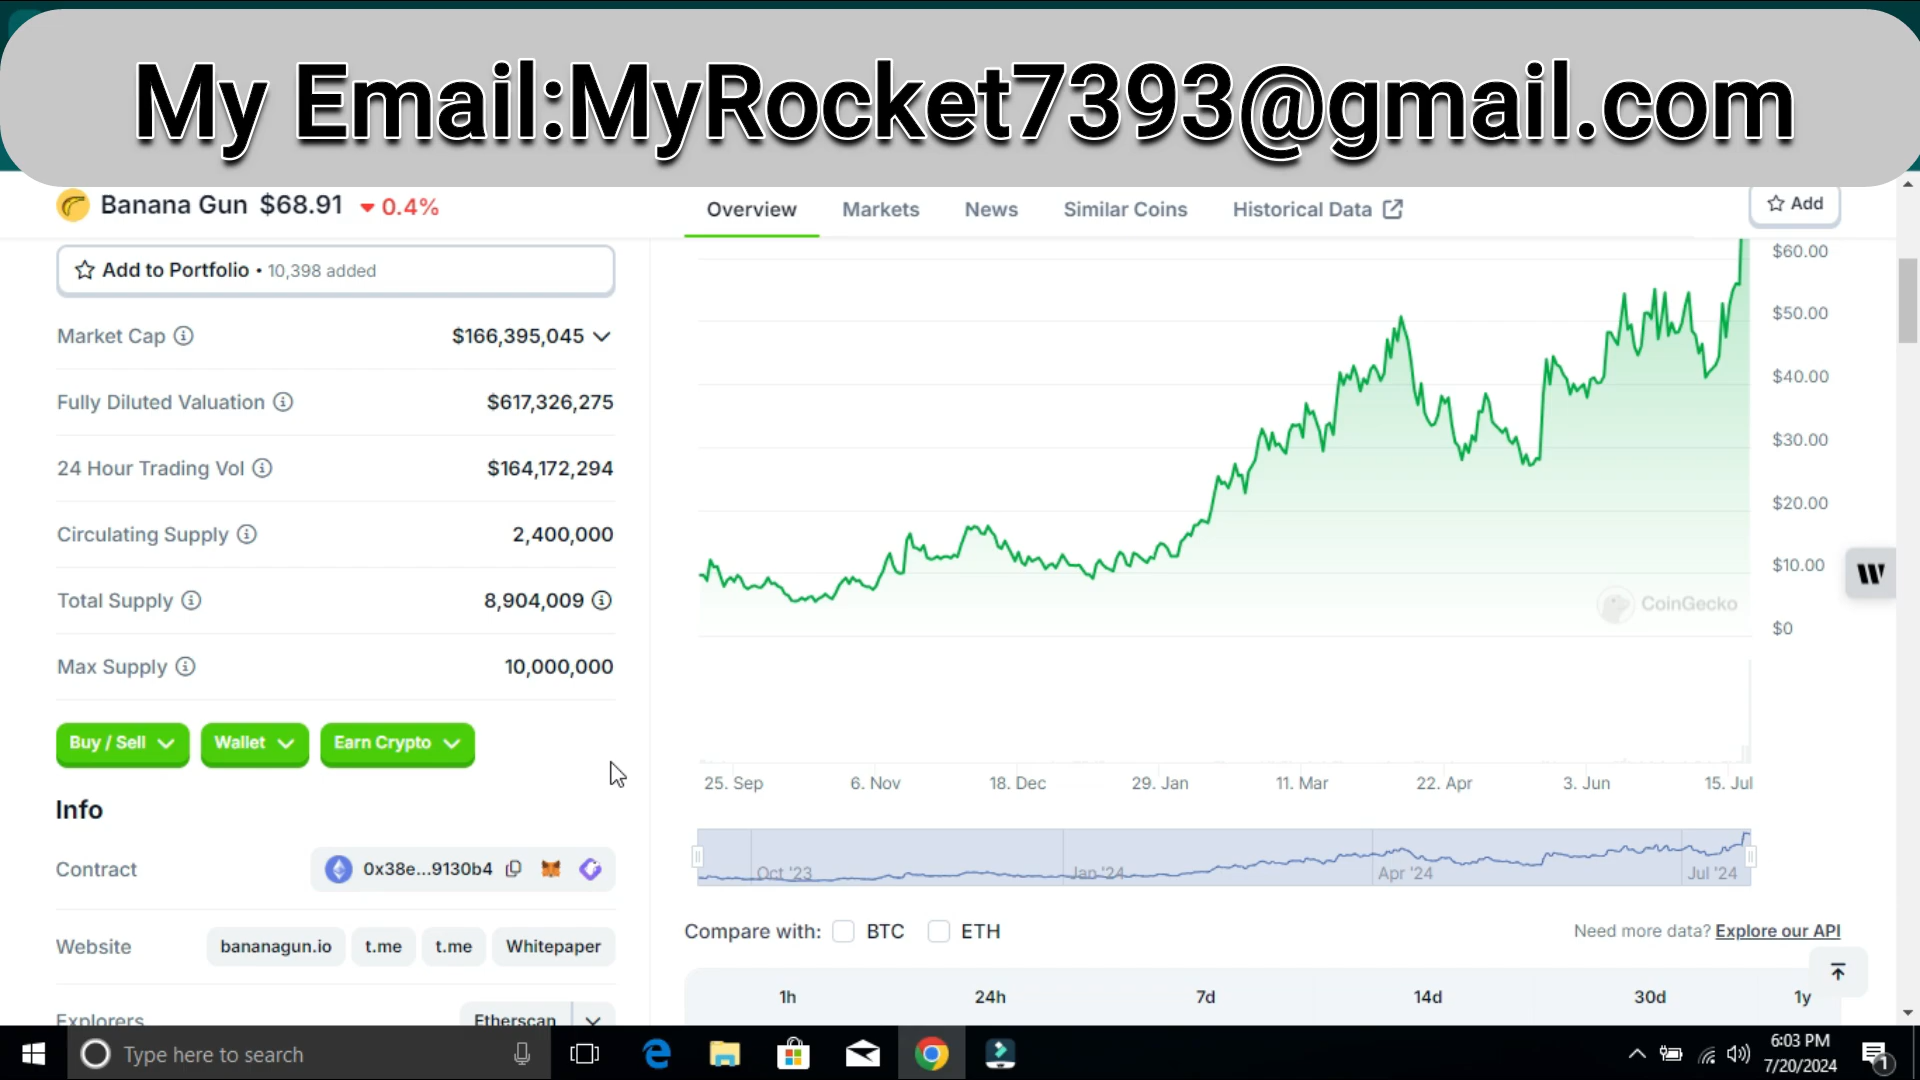 My Email:MyRocket7393@gmail.com
Banana Gun $68.91 0.4%
Overview Markets News Similar Coins Historical Data
Add
Add to Portfolio • 10,398 added
Market Cap $166,395,045
Fully Diluted Valuation $617,326,275
24 Hour Trading Vol $164,172,294
Circulating Supply 2,400,000
Total Supply 8,904,009
Max Supply 10,000,000
Buy / Sell Wallet Earn Crypto
Info
Contract 0x38e...9130b4
Website bananagun.io t.me t.me Whitepaper
Explorers Etherscan
$60.00
$50.00
$40.00
$30.00
$20.00
$10.00
$0
CoinGecko
25. Sep 6. Nov 18. Dec 29. Jan 11. Mar 22. Apr 3. Jun 15. Jul
Oct '23 Jan '24 Apr '24 Jul '24
Compare with: BTC ETH
Need more data? Explore our API
1h 24h 7d 14d 30d 1y
Type here to search
6:03 PM
7/20/2024
1